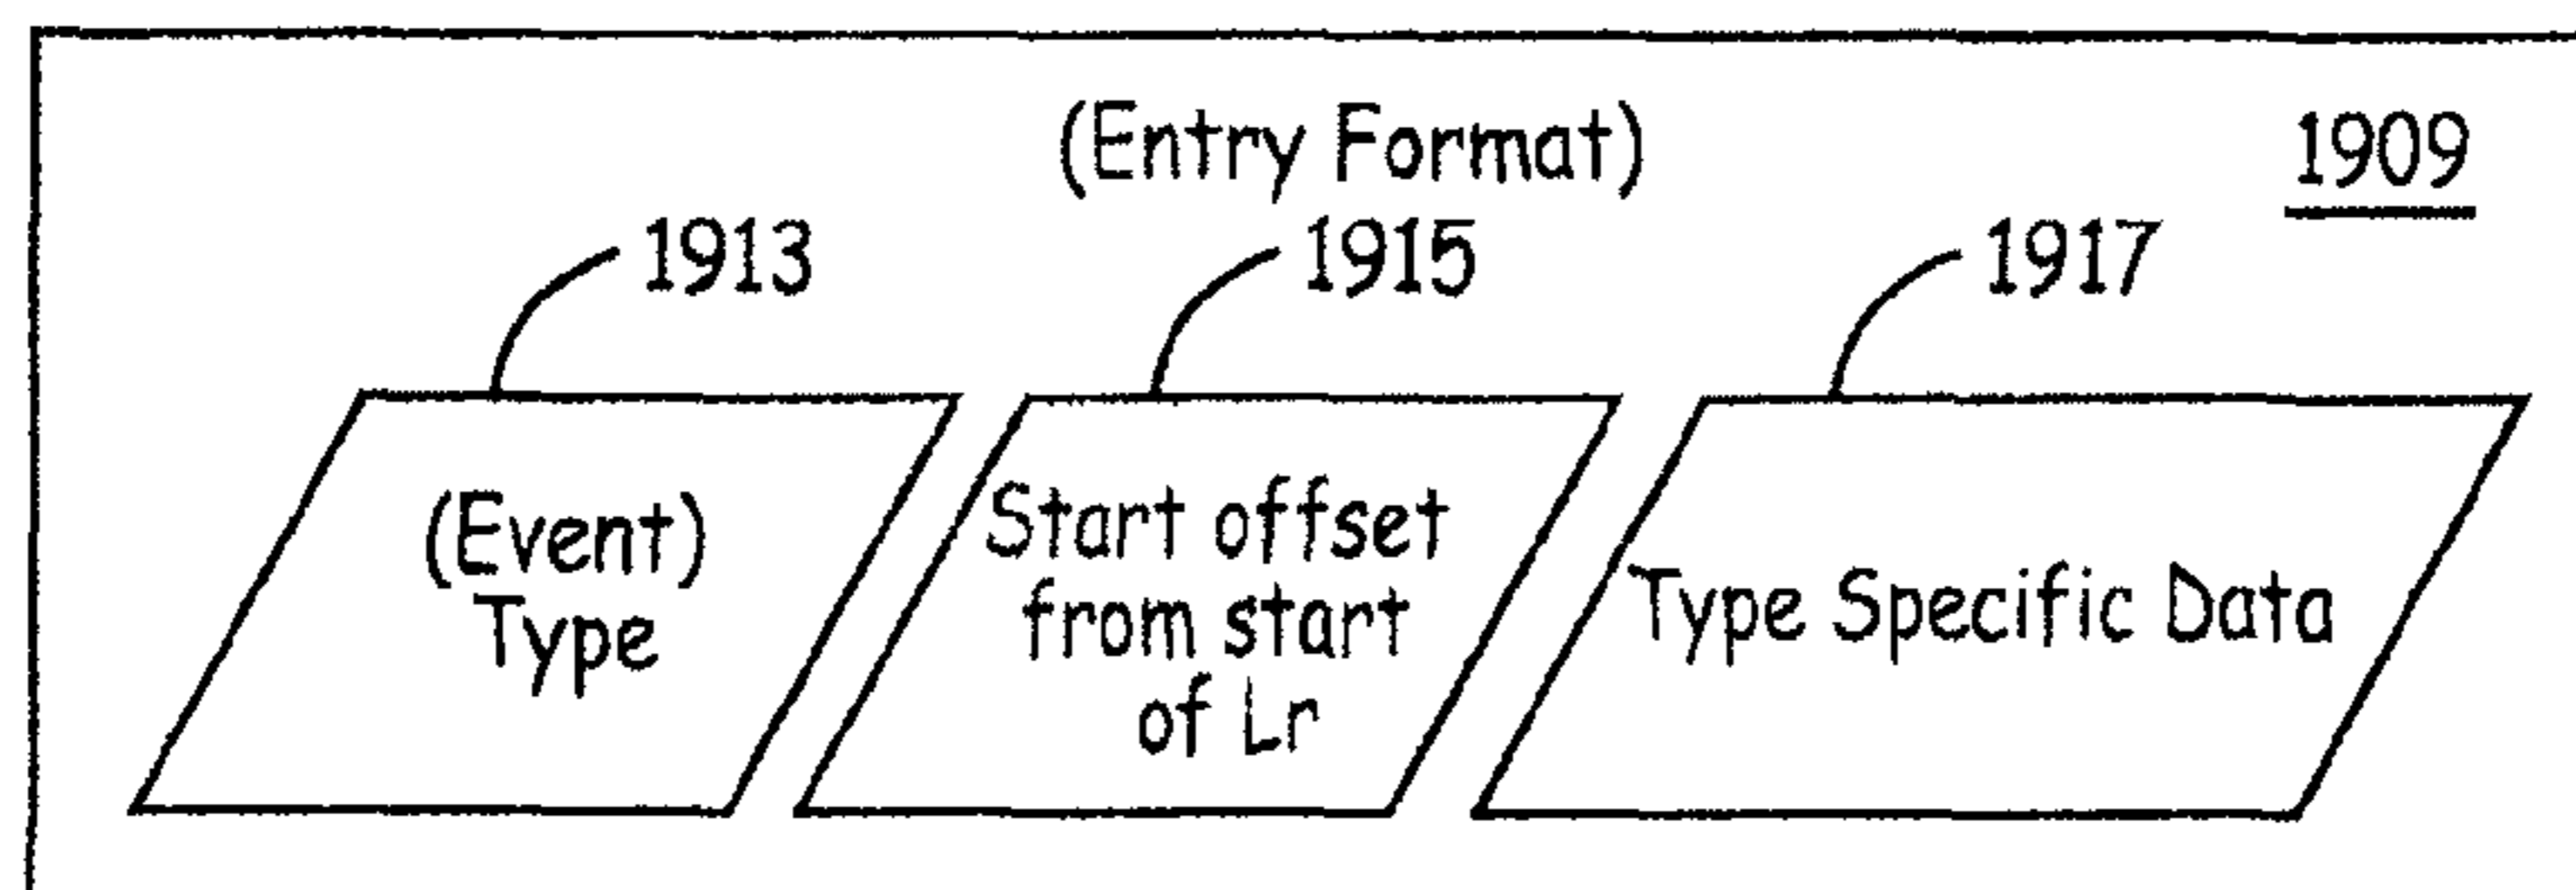 (Entry Format)
1909
1913
1915
1917
(Event)
Type
Start offset
from start
of Lr
Type Specific Data